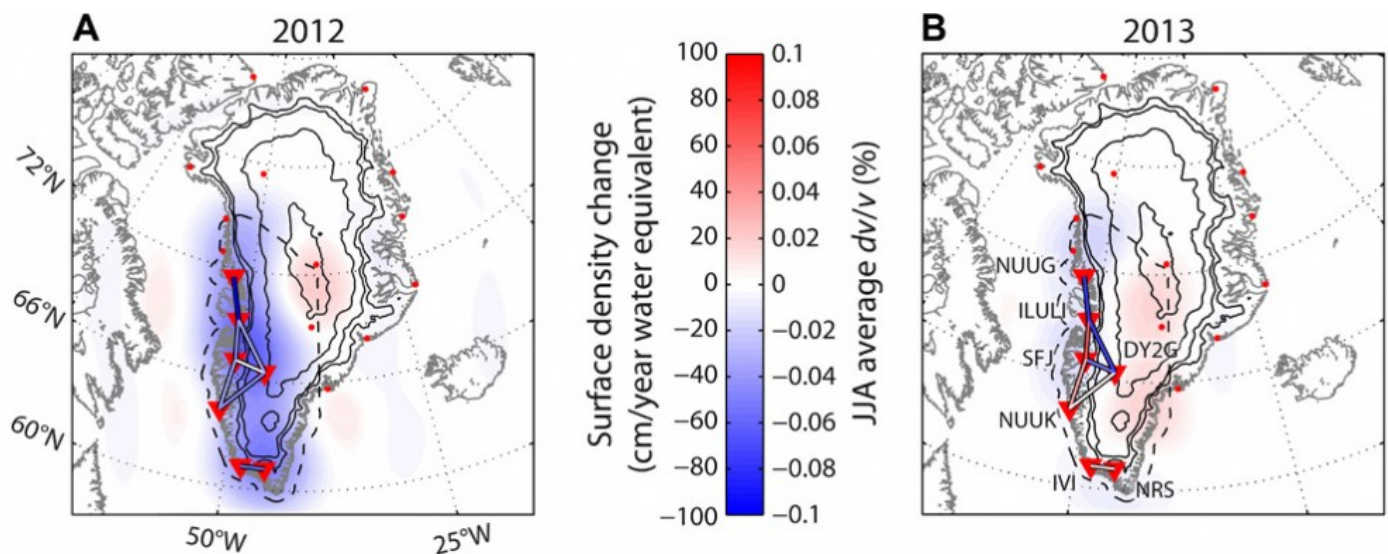 A
2012
72°N
66°N
60°N
50°W
25°W
Surface density change
(cm/year water equivalent)
100
80
60
40
20
0
−20
−40
−60
−80
−100
0.1
0.08
0.06
0.04
0.02
0
−0.02
−0.04
−0.06
−0.08
−0.1
JJA average dv/v (%)
B
2013
NUUG
ILULI
SFJ
DY2G
NUUK
IVI
NRS